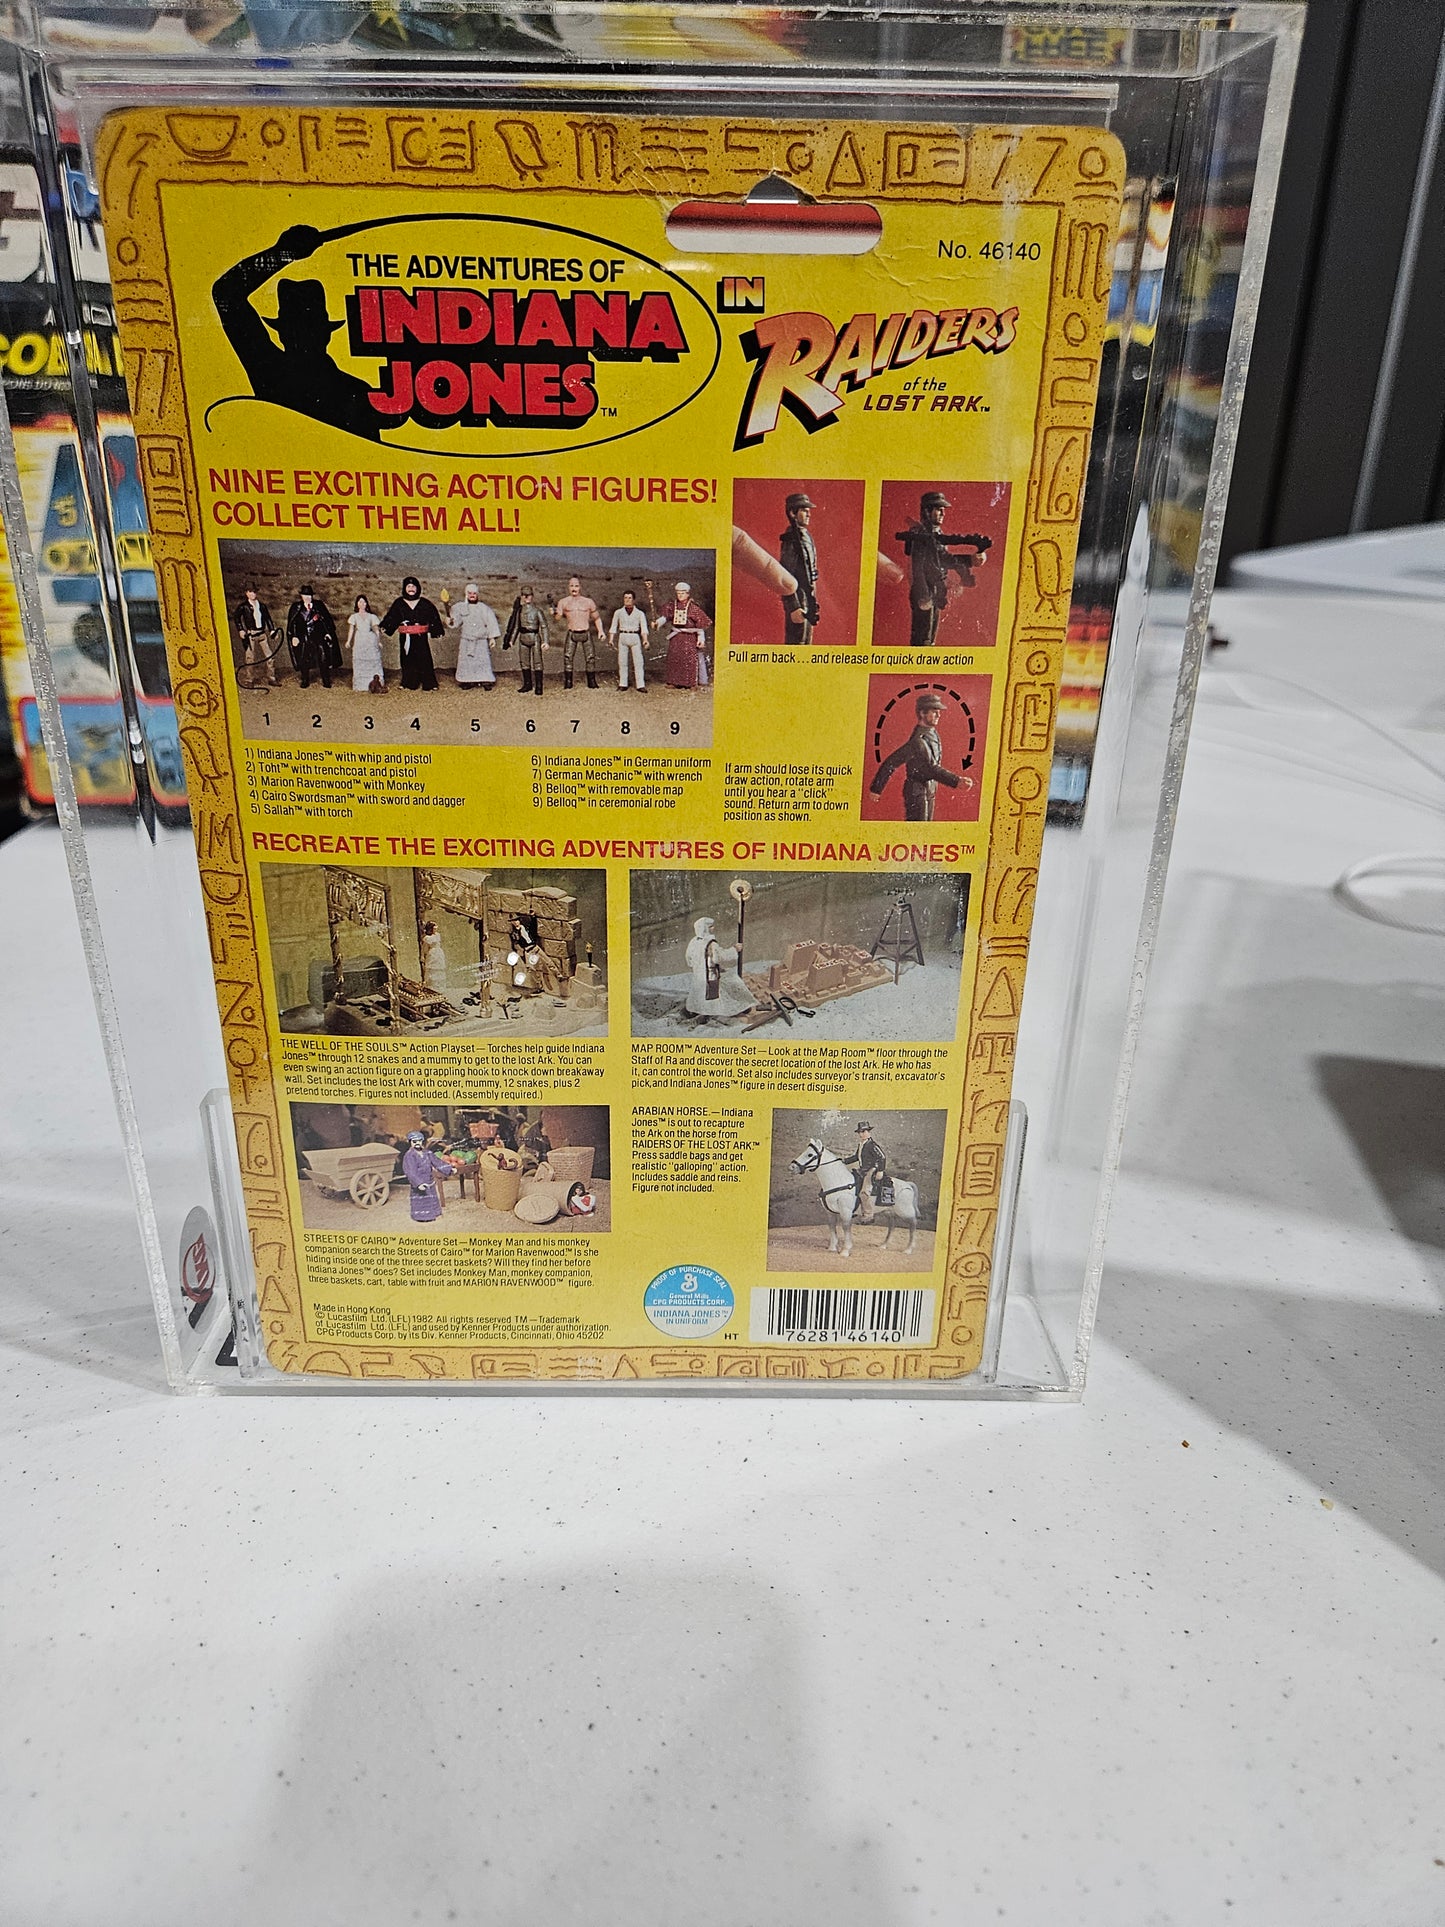 No. 46140
THE ADVENTURES OF
INDIANA
JONES™
IN
RAIDERS
of the
LOST ARK™
NINE EXCITING ACTION FIGURES!
COLLECT THEM ALL!
1 2 3 4 5 6 7 8 9
1) Indiana Jones™ with whip and pistol
2) Toht™ with trenchcoat and pistol
3) Marion Ravenwood™ with Monkey
4) Cairo Swordsman™ with sword and dagger
5) Sallah™ with torch
6) Indiana Jones™ in German uniform
7) German Mechanic™ with wrench
8) Belloq™ with removable map
9) Belloq™ in ceremonial robe
Pull arm back...and release for quick draw action
If arm should lose its quick
draw action, rotate arm
until you hear a "click"
sound. Return arm to down
position as shown.
RECREATE THE EXCITING ADVENTURES OF INDIANA JONES™
THE WELL OF THE SOULS™ Action Playset—Torches help guide Indiana
Jones™ through 12 snakes and a mummy to get to the lost Ark. You can
even swing an action figure on a grappling hook to knock down breakaway
wall. Set includes the lost Ark with cover, mummy, 12 snakes, plus 2
pretend torches. Figures not included. (Assembly required.)
MAP ROOM™ Adventure Set—Look at the Map Room™ floor through the
Staff of Ra and discover the secret location of the lost Ark. He who has
it, can control the world. Set also includes surveyor's transit, excavator's
pick, and Indiana Jones™ figure in desert disguise.
STREETS OF CAIRO™ Adventure Set—Monkey Man and his monkey
companion search the Streets of Cairo™ for Marion Ravenwood.™ Is she
hiding inside one of the three secret baskets? Will they find her before
Indiana Jones™ does? Set includes Monkey Man, monkey companion,
three baskets, cart, table with fruit and MARION RAVENWOOD™ figure.
ARABIAN HORSE.—Indiana
Jones™ is out to recapture
the Ark on the horse from
RAIDERS OF THE LOST ARK.™
Press saddle bags and get
realistic "galloping" action.
Includes saddle and reins.
Figure not included.
Made in Hong Kong
© Lucasfilm Ltd. (LFL) 1982 All rights reserved TM—Trademark
of Lucasfilm Ltd. (LFL) and used by Kenner Products under authorization.
CPG Products Corp. by its Div. Kenner Products, Cincinnati, Ohio 45202
PROOF OF PURCHASE SEAL
General Mills
CPG PRODUCTS CORP.
INDIANA JONES™
IN UNIFORM
HT
76281 46140